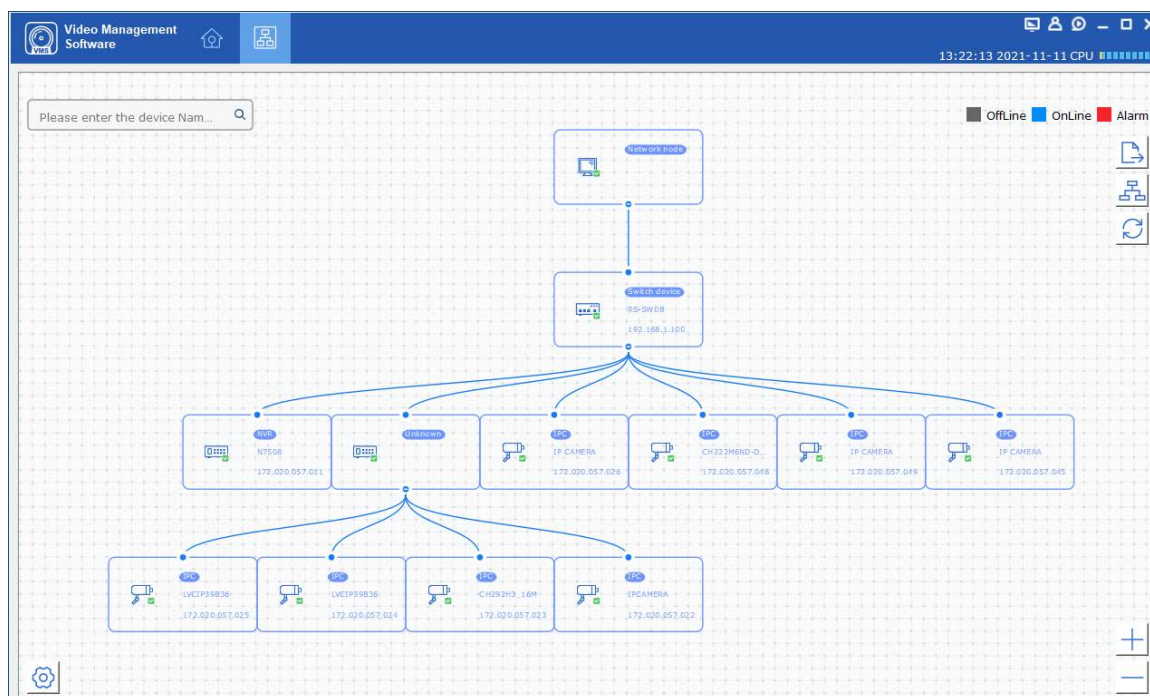 Video Management
Software
VMS
13:22:13 2021-11-11 CPU
Please enter the device Nam...
OffLine OnLine Alarm
Network node
Switch device
RS-SW08
192.168.1.100
NVR
N7508
172.020.057.011
Unknown
IPC
IP CAMERA
172.020.057.026
IPC
CH222M6ND-D...
172.020.057.048
IPC
IP CAMERA
172.020.057.049
IPC
IP CAMERA
172.020.057.045
IPC
LVCIP39836
172.020.057.025
IPC
LVCIP39836
172.020.057.024
IPC
CH292H3_16M
172.020.057.023
IPC
IPCAMERA
172.020.057.022